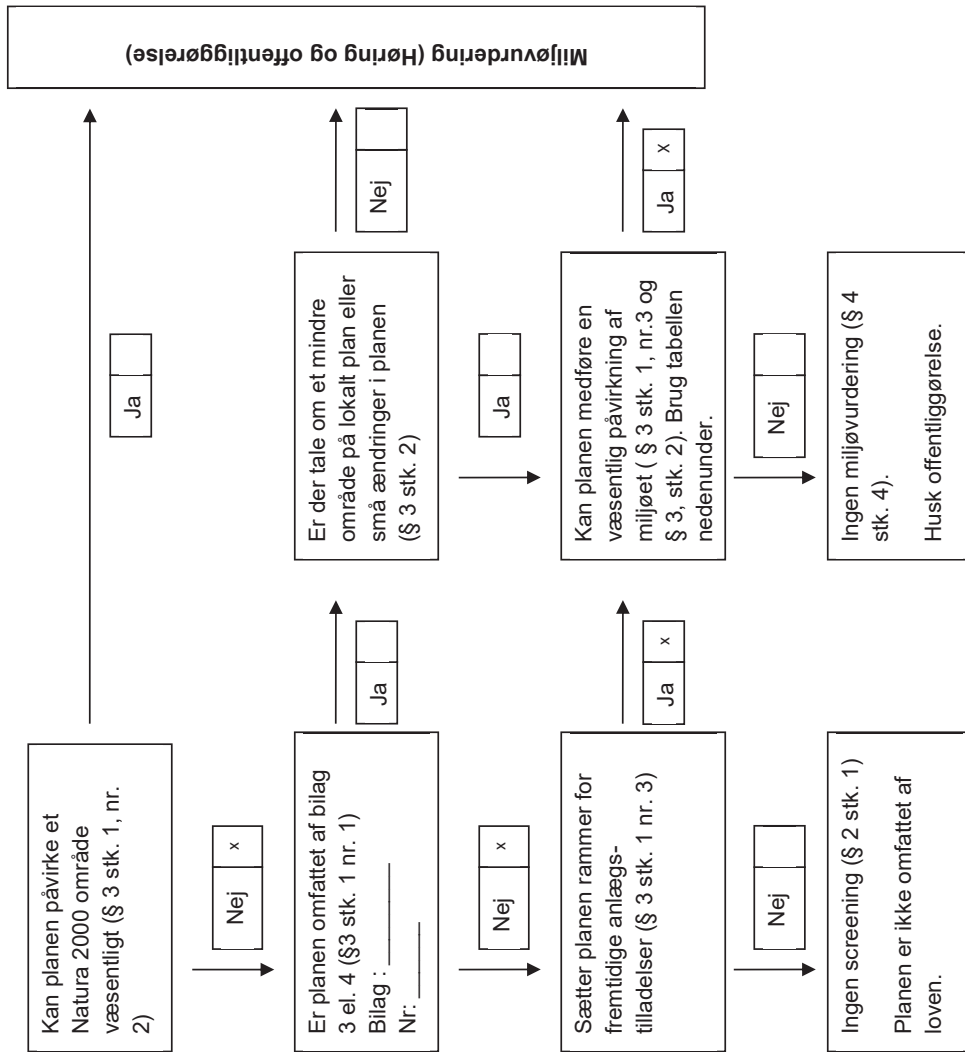 Kan planen påvirke et
Natura 2000 område
væsentligt (§ 3 stk. 1, nr.
2)
Ja
Nej x
Er planen omfattet af bilag
3 el. 4 (§3 stk. 1 nr. 1)
Bilag : ________
Nr: _____
Ja
Er der tale om et mindre
område på lokalt plan eller
små ændringer i planen
(§ 3 stk. 2)
Nej
Nej x
Ja
Sætter planen rammer for
fremtidige anlægs-
tilladelser (§ 3 stk. 1 nr. 3)
Ja x
Kan planen medføre en
væsentlig påvirkning af
miljøet ( § 3 stk. 1, nr.3 og
§ 3, stk. 2). Brug tabellen
nedenunder.
Ja x
Nej
Nej
Ingen screening (§ 2 stk. 1)
Planen er ikke omfattet af
loven.
Ingen miljøvurdering (§ 4
stk. 4).
Husk offentliggørelse.
Miljøvurdering (Høring og offentliggørelse)